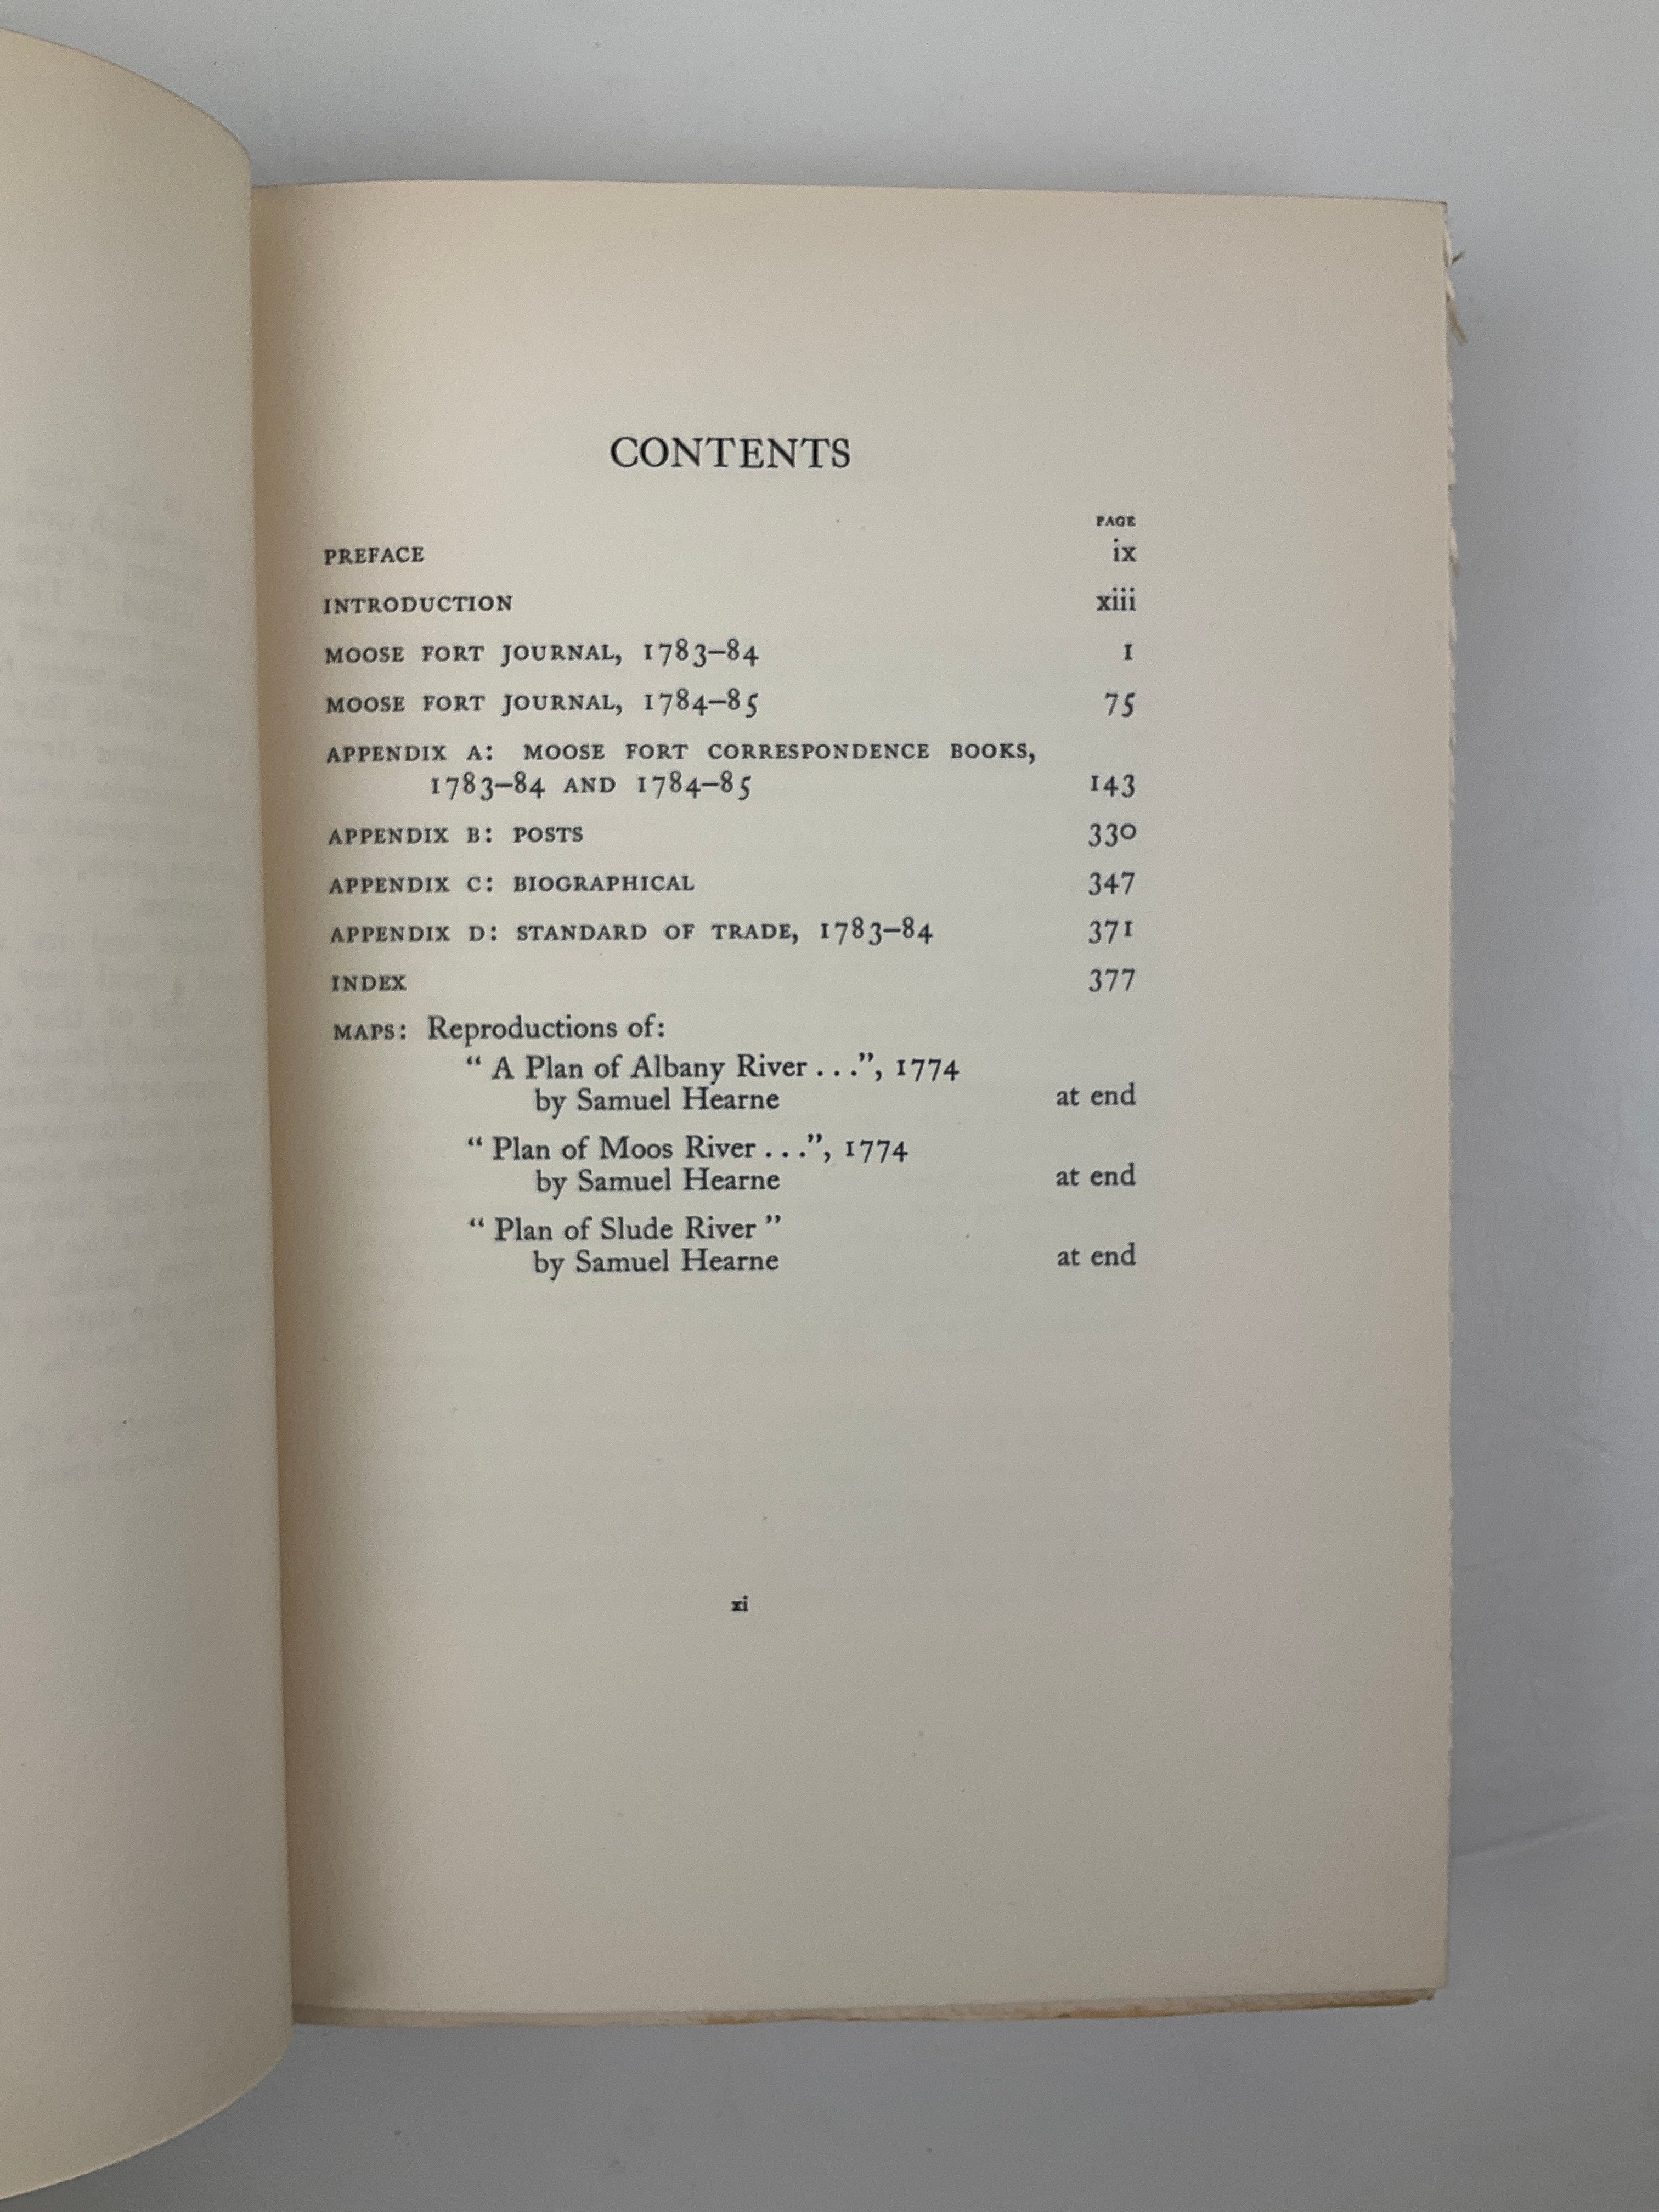 CONTENTS
PAGE
PREFACE ix
INTRODUCTION xiii
MOOSE FORT JOURNAL, 1783–84 1
MOOSE FORT JOURNAL, 1784–85 75
APPENDIX A: MOOSE FORT CORRESPONDENCE BOOKS,
1783–84 AND 1784–85 143
APPENDIX B: POSTS 330
APPENDIX C: BIOGRAPHICAL 347
APPENDIX D: STANDARD OF TRADE, 1783–84 371
INDEX 377
MAPS: Reproductions of:
“ A Plan of Albany River . . .”, 1774
by Samuel Hearne at end
“ Plan of Moos River . . .”, 1774
by Samuel Hearne at end
“ Plan of Slude River ”
by Samuel Hearne at end
xi